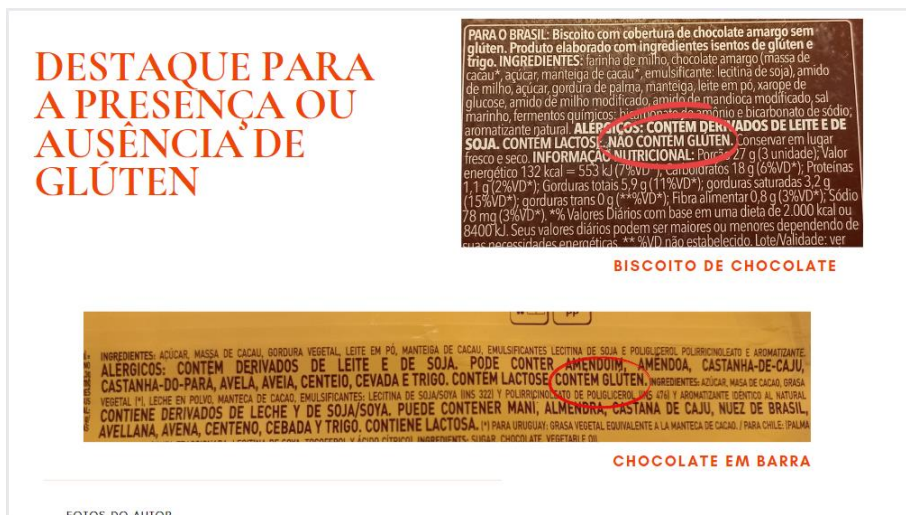 DESTAQUE PARA
A PRESENÇA OU
AUSÊNCIA DE
GLÚTEN
PARA O BRASIL: Biscoito com cobertura de chocolate amargo sem
glúten. Produto elaborado com ingredientes isentos de glúten e
trigo. INGREDIENTES: farinha de milho, chocolate amargo (massa de
cacau*, açúcar, manteiga de cacau*, emulsificante: lecitina de soja), amido
de milho, açúcar, gordura de palma, manteiga, leite em pó, xarope de
glucose, amido de milho modificado, amido de mandioca modificado, sal
marinho, fermentos químicos: bicarbonato de amônio e bicarbonato de sódio;
aromatizante natural. ALÉRGICOS: CONTÉM DERIVADOS DE LEITE E DE
SOJA. CONTÉM LACTOSE. NÃO CONTÉM GLÚTEN. Conservar em lugar
fresco e seco. INFORMAÇÃO NUTRICIONAL: Porção 27 g (3 unidade); Valor
energético 132 kcal = 553 kJ (7%VD*); Carboidratos 18 g (6%VD*); Proteínas
1,1 g (2%VD*); Gorduras totais 5,9 g (11%VD*); gorduras saturadas 3,2 g
(15%VD*); gorduras trans 0 g (**%VD*); Fibra alimentar 0,8 g (3%VD*); Sódio
78 mg (3%VD*). *% Valores Diários com base em uma dieta de 2.000 kcal ou
8400 kJ. Seus valores diários podem ser maiores ou menores dependendo de
suas necessidades energéticas. ** %VD não estabelecido. Lote/Validade: ver
BISCOITO DE CHOCOLATE
INGREDIENTES: AÇÚCAR, MASSA DE CACAU, GORDURA VEGETAL, LEITE EM PÓ, MANTEIGA DE CACAU, EMULSIFICANTES LECITINA DE SOJA E POLIGLICEROL POLIRRICINOLEATO E AROMATIZANTE.
ALÉRGICOS: CONTÉM DERIVADOS DE LEITE E DE SOJA. PODE CONTER AMENDOIM, AMÊNDOA, CASTANHA-DE-CAJU,
CASTANHA-DO-PARÁ, AVELÃ, AVEIA, CENTEIO, CEVADA E TRIGO. CONTÉM LACTOSE. CONTÉM GLÚTEN. INGREDIENTES: AZÚCAR, MASA DE CACAO, GRASA
VEGETAL (*), LECHE EN POLVO, MANTECA DE CACAO, EMULSIFICANTES: LECITINA DE SOJA/SOYA (INS 322) Y POLIRRICINOLEATO DE POLIGLICEROL (INS 476) Y AROMATIZANTE IDÉNTICO AL NATURAL
CONTIENE DERIVADOS DE LECHE Y DE SOJA/SOYA. PUEDE CONTENER MANÍ, ALMENDRA, CASTAÑA DE CAJU, NUEZ DE BRASIL,
AVELLANA, AVENA, CENTENO, CEBADA Y TRIGO. CONTIENE LACTOSA. (*) PARA URUGUAY: GRASA VEGETAL EQUIVALENTE A LA MANTECA DE CACAO. / PARA CHILE: (PALMA
INGREDIENTS: SUGAR, CHOCOLATE, VEGETABLE OIL
CHOCOLATE EM BARRA
FOTOS DO AUTOR